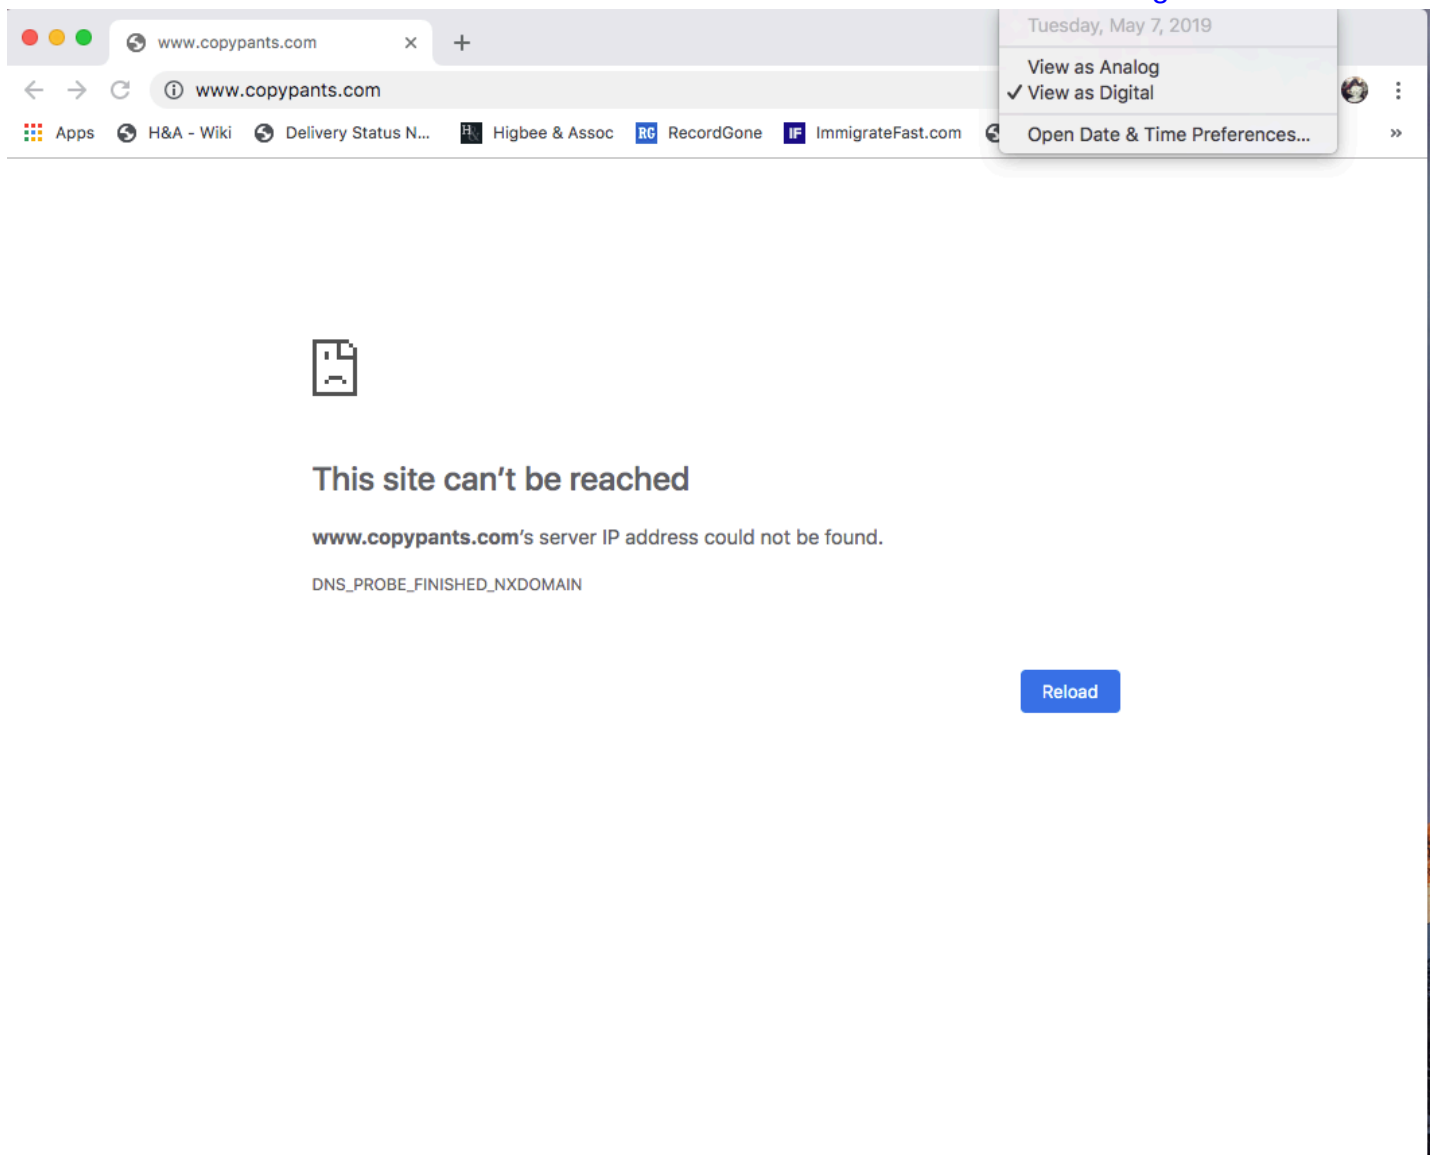 Tuesday, May 7, 2019
www.copypants.com
View as Analog
✓ View as Digital
www.copypants.com
Open Date & Time Preferences...
Apps H&A - Wiki Delivery Status N... Higbee & Assoc RG RecordGone IF ImmigrateFast.com »
This site can't be reached
www.copypants.com's server IP address could not be found.
DNS_PROBE_FINISHED_NXDOMAIN
Reload